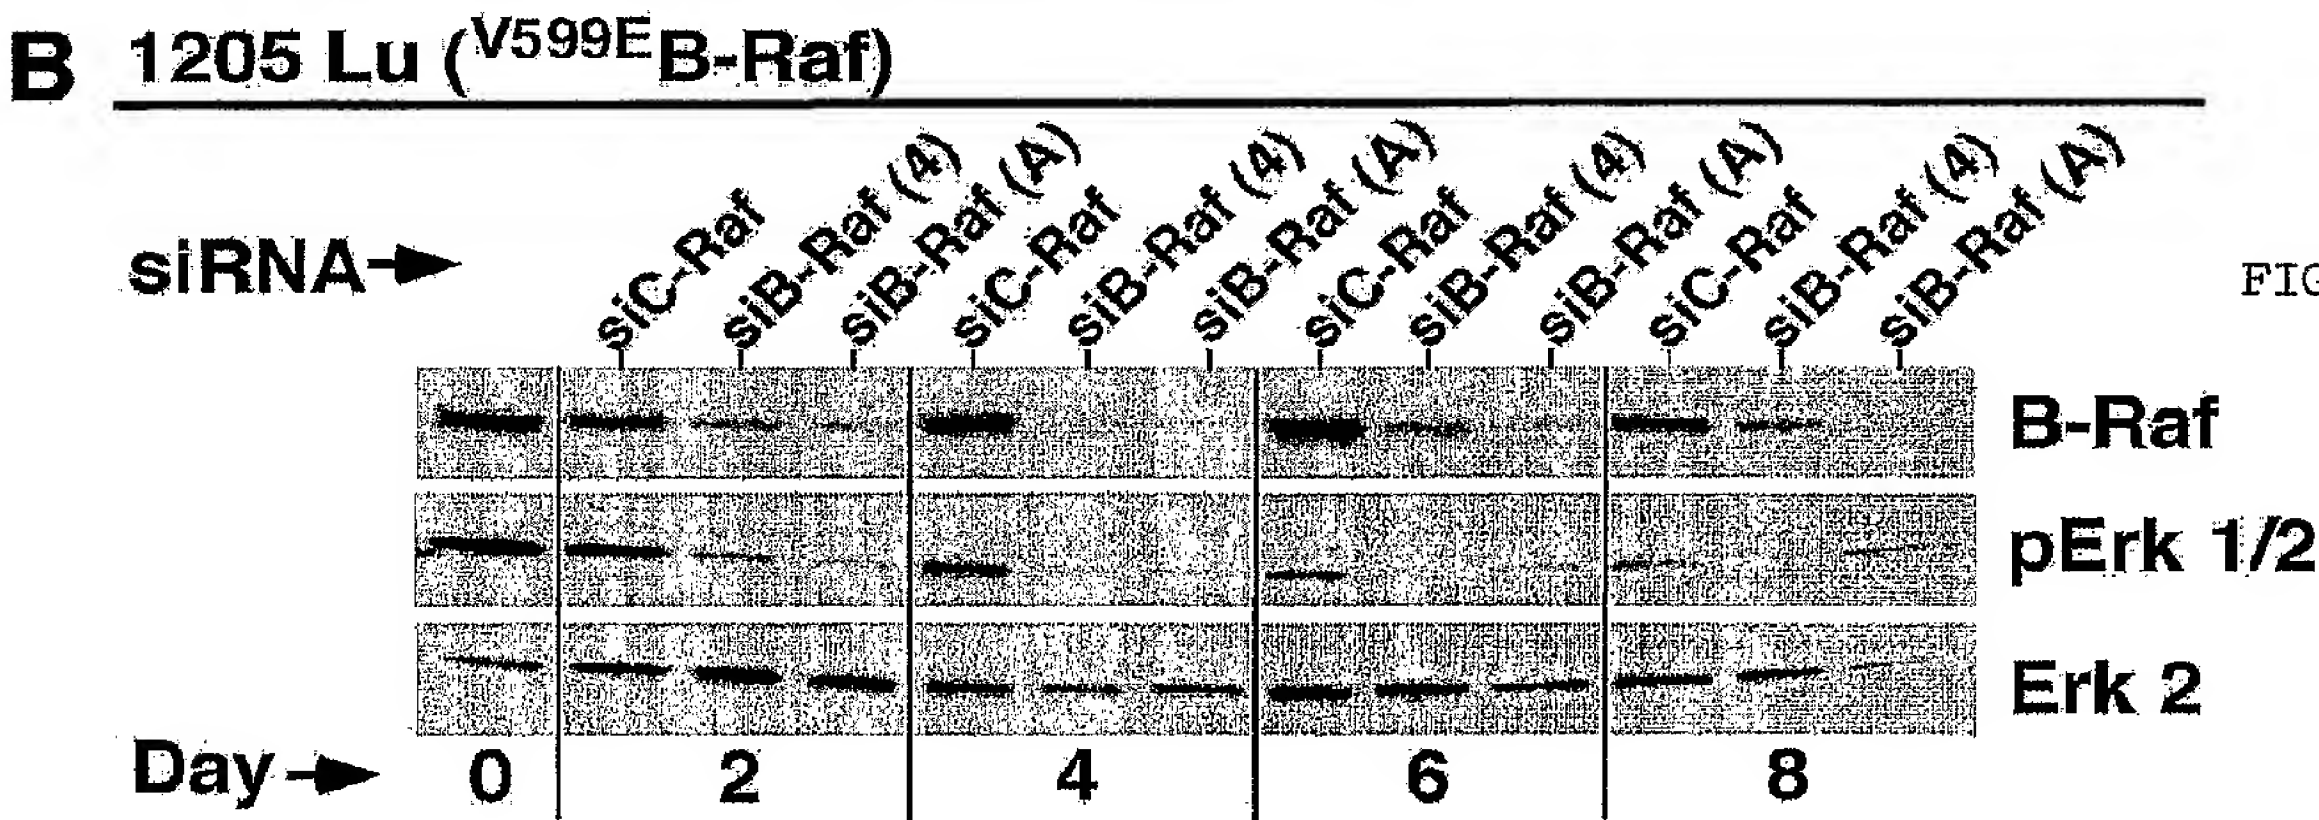 B 1205 Lu (V599EB-Raf)
siRNA
siC-Raf
siB-Raf (4)
siB-Raf (A)
siC-Raf
siB-Raf (4)
siB-Raf (A)
siC-Raf
siB-Raf (4)
siB-Raf (A)
siC-Raf
siB-Raf (4)
siB-Raf (A)
FIG
B-Raf
pErk 1/2
Erk 2
Day 0 2 4 6 8